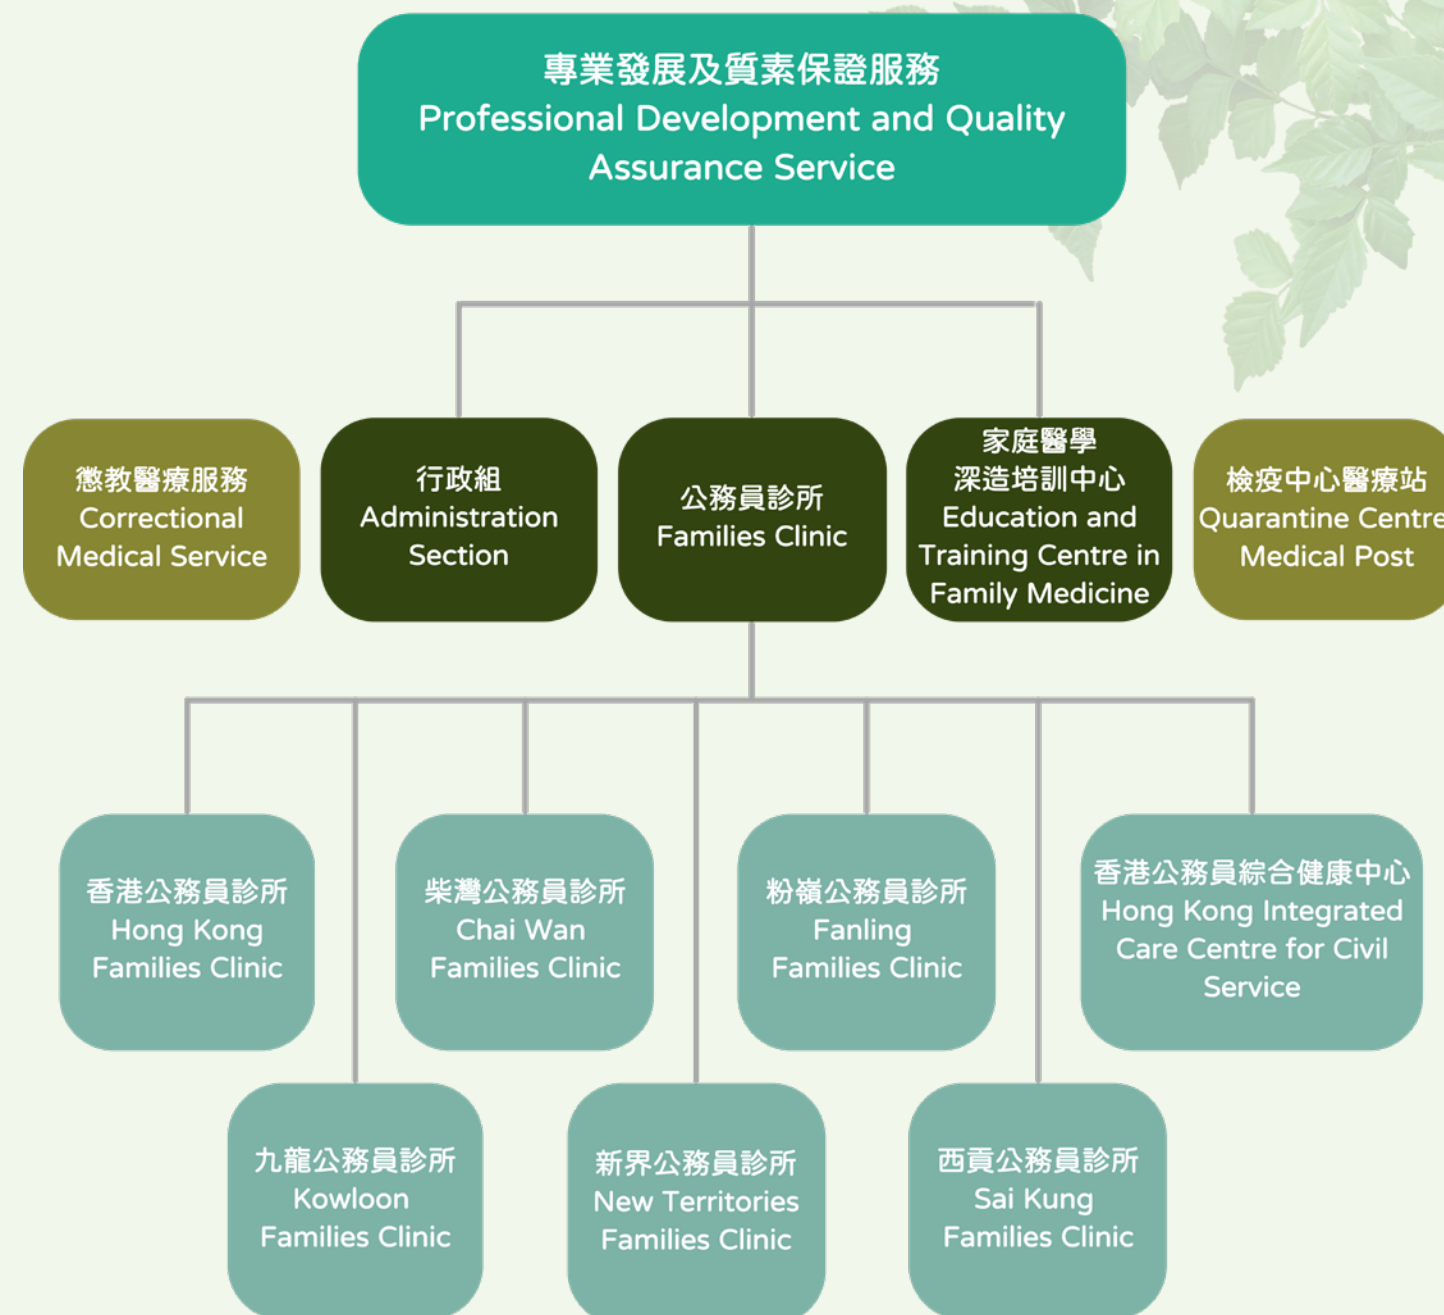 專業發展及質素保證服務
Professional Development and Quality
Assurance Service
懲教醫療服務
Correctional
Medical Service
行政組
Administration
Section
公務員診所
Families Clinic
家庭醫學
深造培訓中心
Education and
Training Centre in
Family Medicine
檢疫中心醫療站
Quarantine Centre
Medical Post
香港公務員診所
Hong Kong
Families Clinic
柴灣公務員診所
Chai Wan
Families Clinic
粉嶺公務員診所
Fanling
Families Clinic
香港公務員綜合健康中心
Hong Kong Integrated
Care Centre for Civil
Service
九龍公務員診所
Kowloon
Families Clinic
新界公務員診所
New Territories
Families Clinic
西貢公務員診所
Sai Kung
Families Clinic